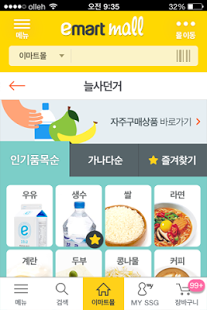 olleh 오전 9:35 32%
메뉴 emart mall 몰이동
이마트몰
늘사던거
자주구매상품 바로가기
인기품목순 가나다순 즐겨찾기
우유 생수 쌀 라면
계란 두부 콩나물 커피
99+
메뉴 검색 이마트몰 MY SSG 장바구니